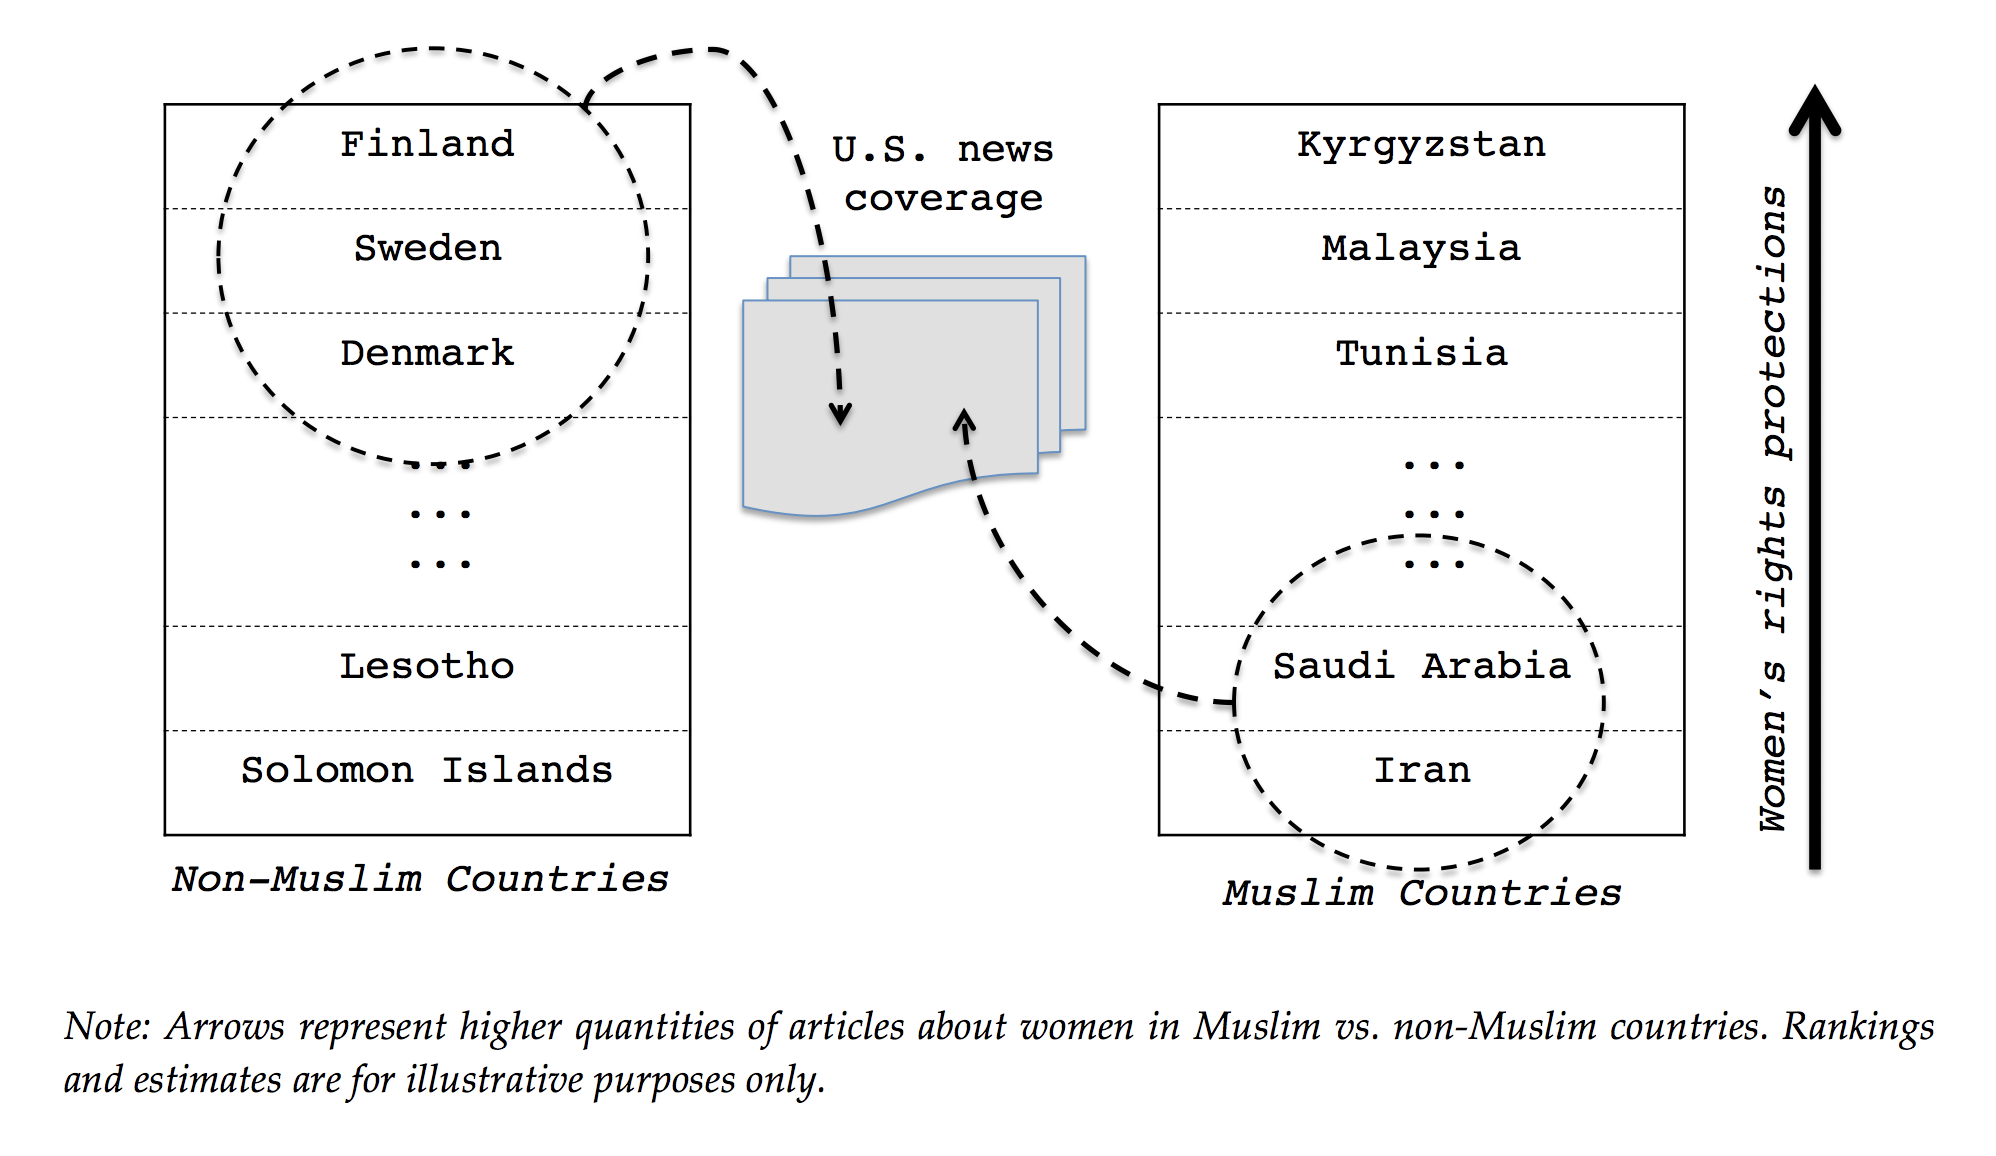 Finland
Sweden
Denmark
...
...
...
Lesotho
Solomon Islands
Non-Muslim Countries
U.S. news
coverage
Kyrgyzstan
Malaysia
Tunisia
...
...
...
Saudi Arabia
Iran
Muslim Countries
Women's rights protections
Note: Arrows represent higher quantities of articles about women in Muslim vs. non-Muslim countries. Rankings
and estimates are for illustrative purposes only.